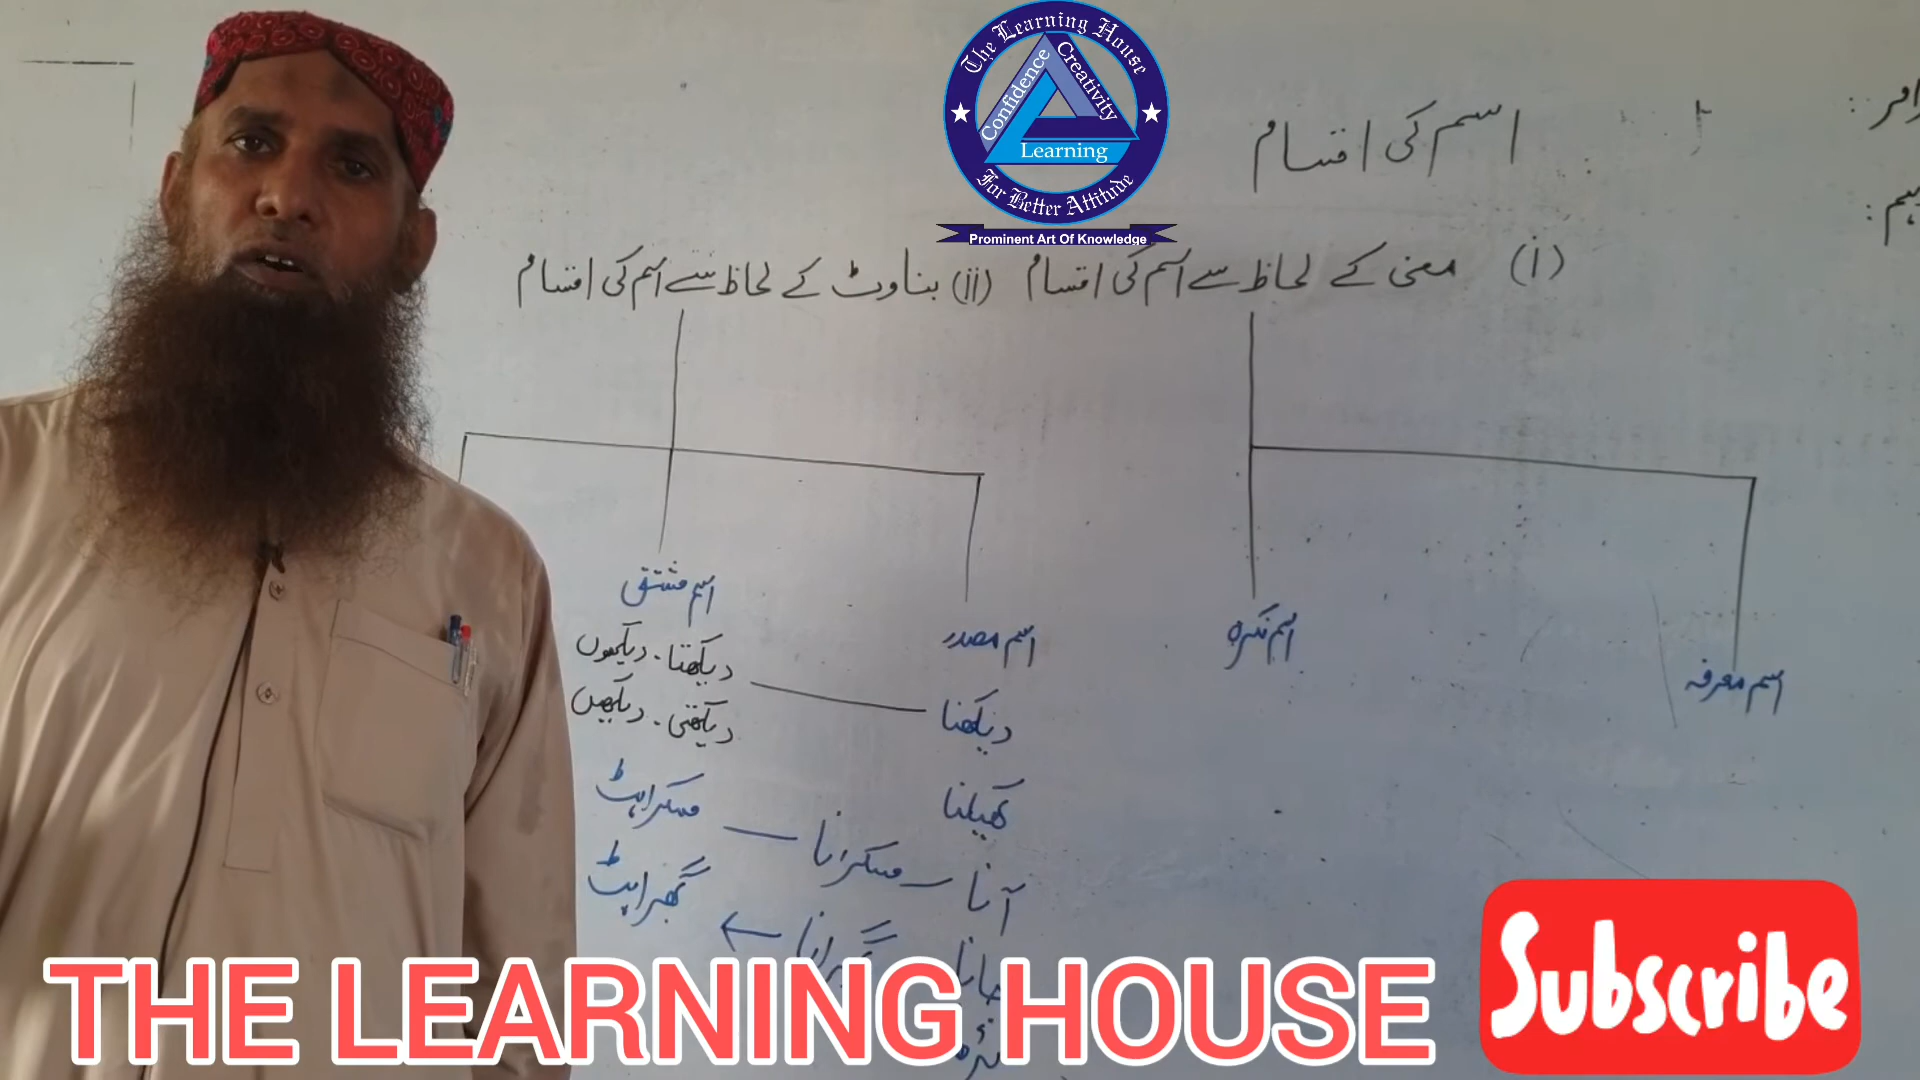 The Learning House
Confidence
Creativity
Learning
For Better Attitude
Prominent Art Of Knowledge
اسم کی اقسام
(i) معنی کے لحاظ سے اسم کی اقسام (ii) بناوٹ کے لحاظ سے اسم کی اقسام
اسم معرفہ
اسم نکرہ
اسم مصدر
اسم مشتق
دیکھنا
دیکھتا۔ دیکھوں
دیکھتی۔ دیکھیں
کھیلنا
آنا
مسکرانا
مسکراہٹ
جانا
گھبرانا
گھبراہٹ
THE LEARNING HOUSE
Subscribe